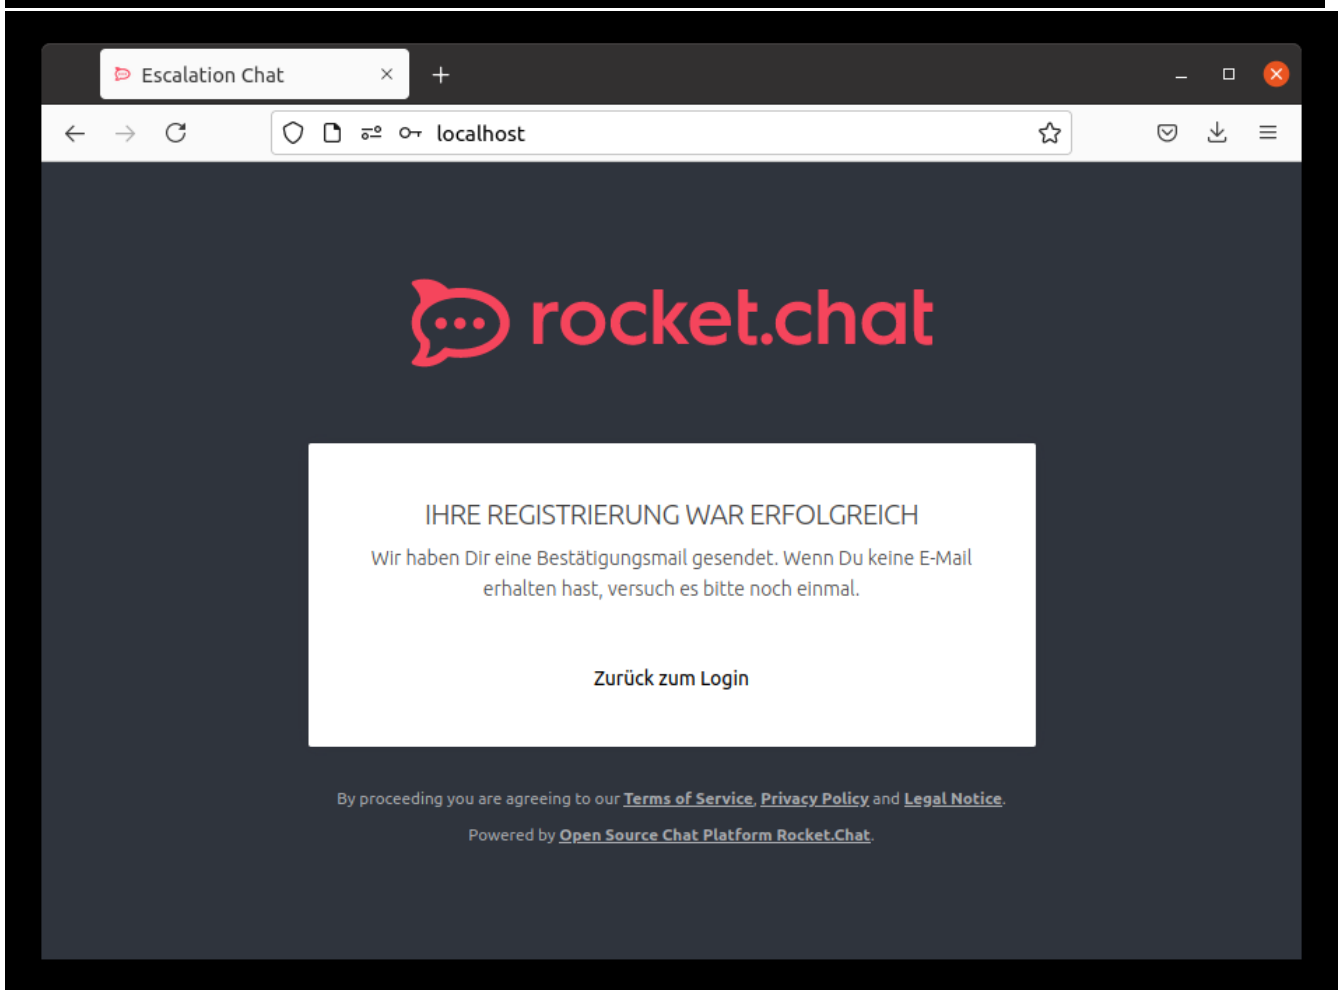 Escalation Chat
localhost
rocket.chat
IHRE REGISTRIERUNG WAR ERFOLGREICH
Wir haben Dir eine Bestätigungsmail gesendet. Wenn Du keine E-Mail
erhalten hast, versuch es bitte noch einmal.
Zurück zum Login
By proceeding you are agreeing to our Terms of Service, Privacy Policy and Legal Notice.
Powered by Open Source Chat Platform Rocket.Chat.